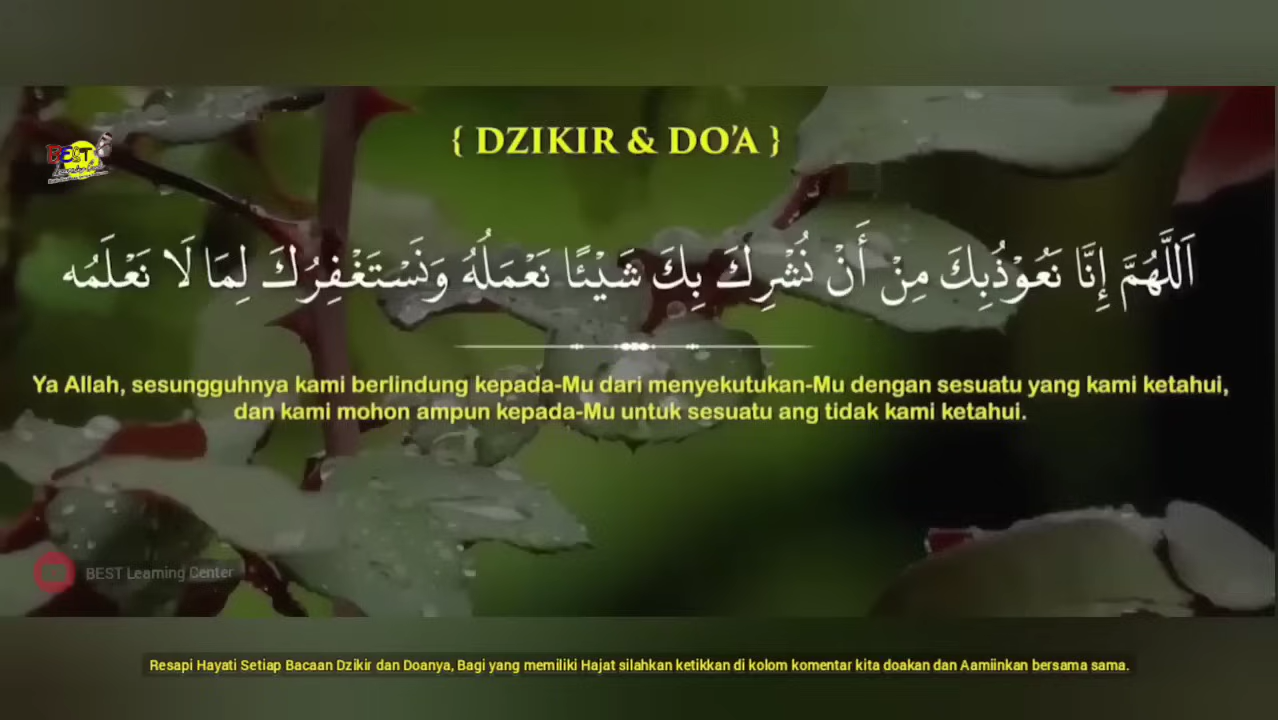 { DZIKIR & DO'A }
BEST
اَللَّهُمَّ إِنَّا نَعُوْذُبِكَ مِنْ أَنْ نُشْرِكَ بِكَ شَيْئًا نَعْمَلُهُ وَنَسْتَغْفِرُكَ لِمَا لَا نَعْلَمُه
Ya Allah, sesungguhnya kami berlindung kepada-Mu dari menyekutukan-Mu dengan sesuatu yang kami ketahui,
dan kami mohon ampun kepada-Mu untuk sesuatu ang tidak kami ketahui.
BEST Learning Center
Resapi Hayati Setiap Bacaan Dzikir dan Doanya, Bagi yang memiliki Hajat silahkan ketikkan di kolom komentar kita doakan dan Aamiinkan bersama sama.